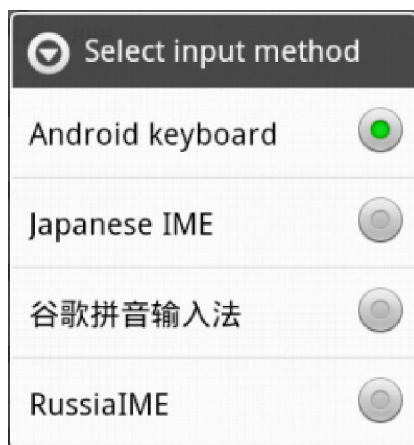 Select input method
Android keyboard
Japanese IME
谷歌拼音输入法
RussiaIME